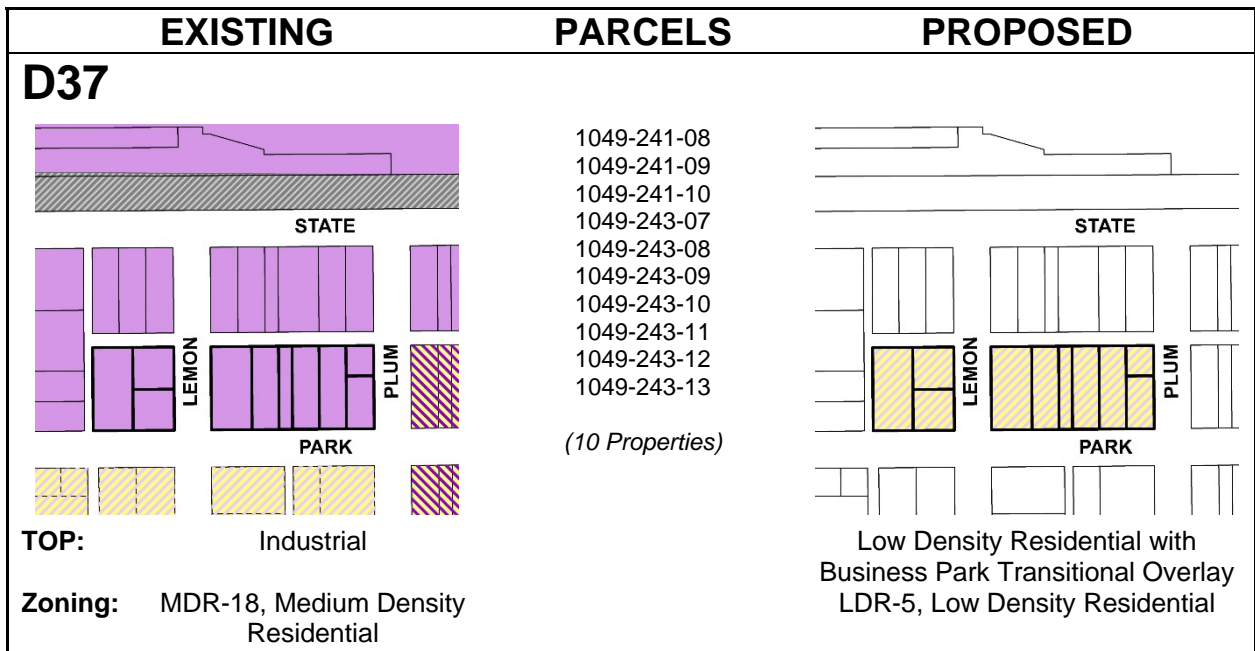 EXISTING PARCELS PROPOSED
D37
STATE
LEMON
PLUM
PARK
1049-241-08
1049-241-09
1049-241-10
1049-243-07
1049-243-08
1049-243-09
1049-243-10
1049-243-11
1049-243-12
1049-243-13
(10 Properties)
STATE
LEMON
PLUM
PARK
TOP: Industrial
Low Density Residential with
Business Park Transitional Overlay
Zoning: MDR-18, Medium Density
Residential
LDR-5, Low Density Residential